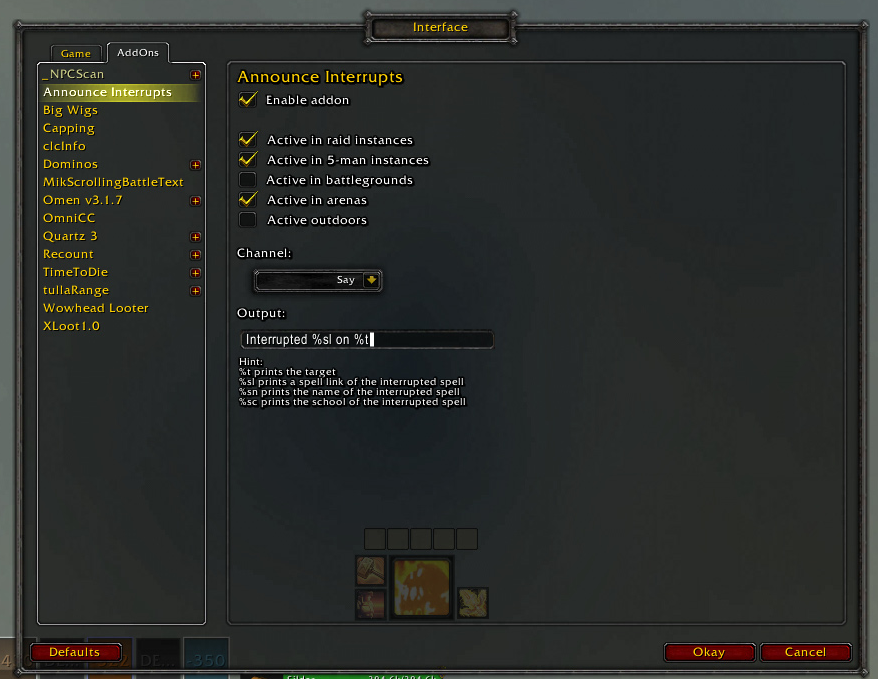 Interface
Game
AddOns
_NPCScan
Announce Interrupts
Big Wigs
Capping
clcInfo
Dominos
MikScrollingBattleText
Omen v3.1.7
OmniCC
Quartz 3
Recount
TimeToDie
tullaRange
Wowhead Looter
XLoot1.0
Announce Interrupts
Enable addon
Active in raid instances
Active in 5-man instances
Active in battlegrounds
Active in arenas
Active outdoors
Channel:
Say
Output:
Interrupted %sl on %t
Hint:
%t prints the target
%sl prints a spell link of the interrupted spell
%sn prints the name of the interrupted spell
%sc prints the school of the interrupted spell
DE...
-350
Defaults
Okay
Cancel